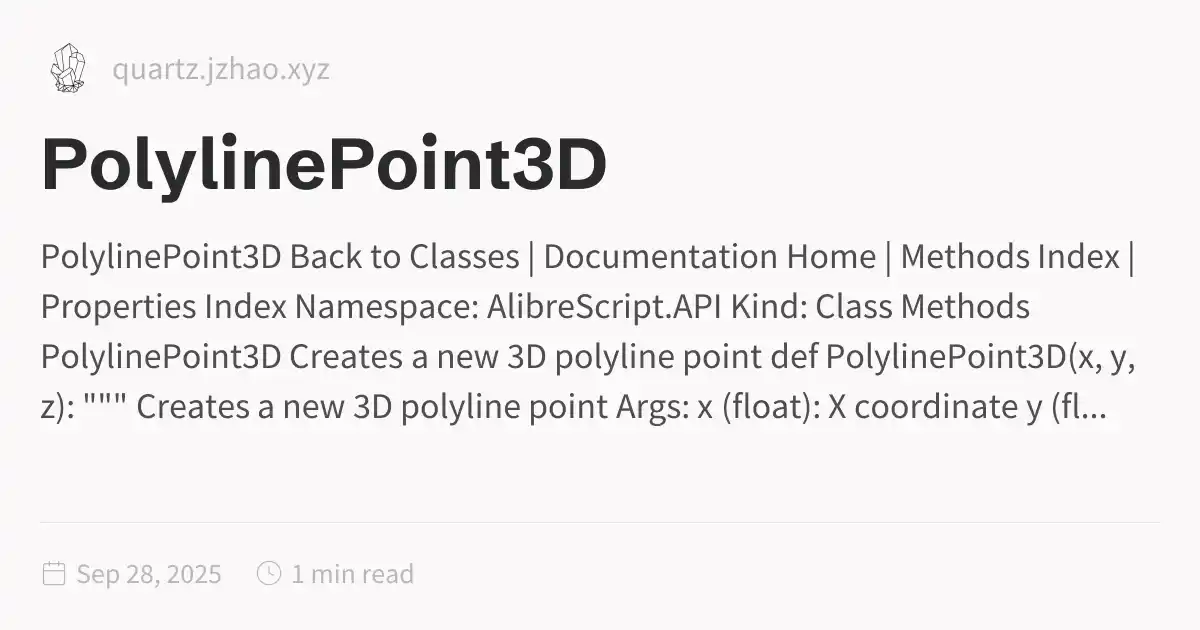 quartz.jzhao.xyz
PolylinePoint3D
PolylinePoint3D Back to Classes | Documentation Home | Methods Index |
Properties Index Namespace: AlibreScript.API Kind: Class Methods
PolylinePoint3D Creates a new 3D polyline point def PolylinePoint3D(x, y,
z): """ Creates a new 3D polyline point Args: x (float): X coordinate y (fl...
Sep 28, 2025 1 min read